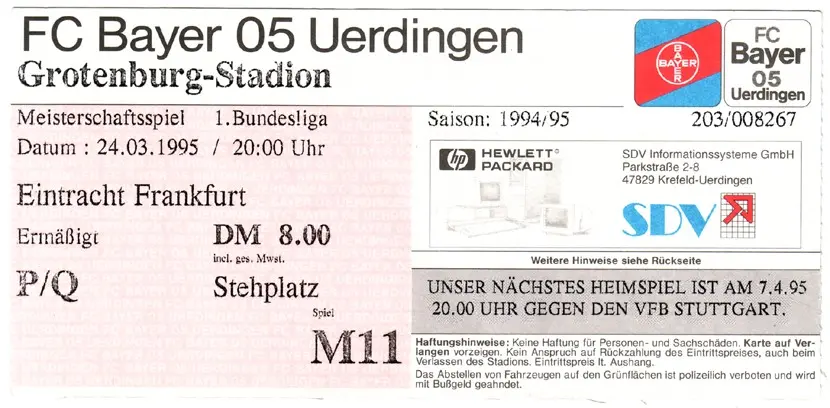 FC Bayer 05 Uerdingen
Grotenburg-Stadion
BAYER
BAYER
FC
Bayer
05
Uerdingen
Meisterschaftsspiel 1.Bundesliga
Datum : 24.03.1995 / 20:00 Uhr
Eintracht Frankfurt
Ermäßigt DM 8.00
incl. ges. Mwst.
P/Q Stehplatz
Spiel
M11
Saison: 1994/95 203/008267
hp HEWLETT®
PACKARD
SDV Informationssysteme GmbH
Parkstraße 2-8
47829 Krefeld-Uerdingen
SDV
Weitere Hinweise siehe Rückseite
UNSER NÄCHSTES HEIMSPIEL IST AM 7.4.95
20.00 UHR GEGEN DEN VFB STUTTGART.
Haftungshinweise: Keine Haftung für Personen- und Sachschäden. Karte auf Ver-
langen vorzeigen. Kein Anspruch auf Rückzahlung des Eintrittspreises, auch beim
Verlassen des Stadions. Eintrittspreis lt. Aushang.
Das Abstellen von Fahrzeugen auf den Grünflächen ist polizeilich verboten und wird
mit Bußgeld geahndet.